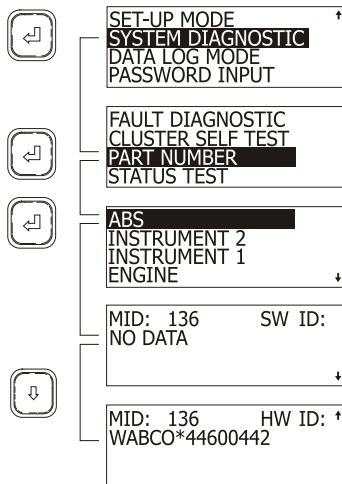 SET-UP MODE
SYSTEM DIAGNOSTIC
DATA LOG MODE
PASSWORD INPUT
FAULT DIAGNOSTIC
CLUSTER SELF TEST
PART NUMBER
STATUS TEST
ABS
INSTRUMENT 2
INSTRUMENT 1
ENGINE
MID: 136 SW ID:
NO DATA
MID: 136 HW ID:
WABCO*44600442